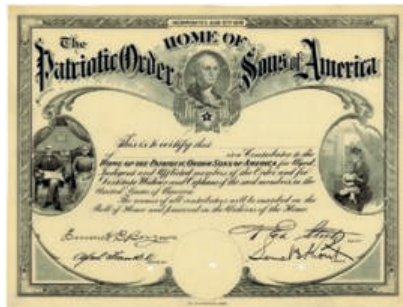 HOME OF
The
Patriotic Order Sons of America
This is to certify that
is a Contributor to the
HOME OF THE PATRIOTIC ORDER SONS OF AMERICA for Aged,
Indigent and Afflicted members of the Order and for
Destitute Widows and Orphans of the said members in the
United States of America
The names of all contributors will be inscribed on the
Roll of Honor and preserved in the Archives of the Home